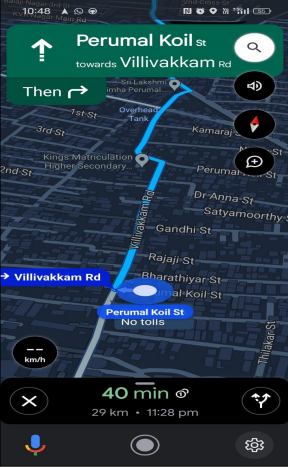 10:48
Perumal Koil St
towards Villivakkam Rd
Then
Sri Lakshmi
imha Perumal...
1st St
Overhead
Tank
3rd St
Kamaraj
Kings Matriculation
Higher Secondary...
2nd St
Dr-Anna-St
Satyamoorthy-S
Villivakkam Rd
Gandhi St
Rajaji-St
Bharathiyar-St
Villivakkam Rd
mal Koil St
Perumal Koil St
No tolls
Thilakar St
--
km/h
40 min
29 km • 11:28 pm